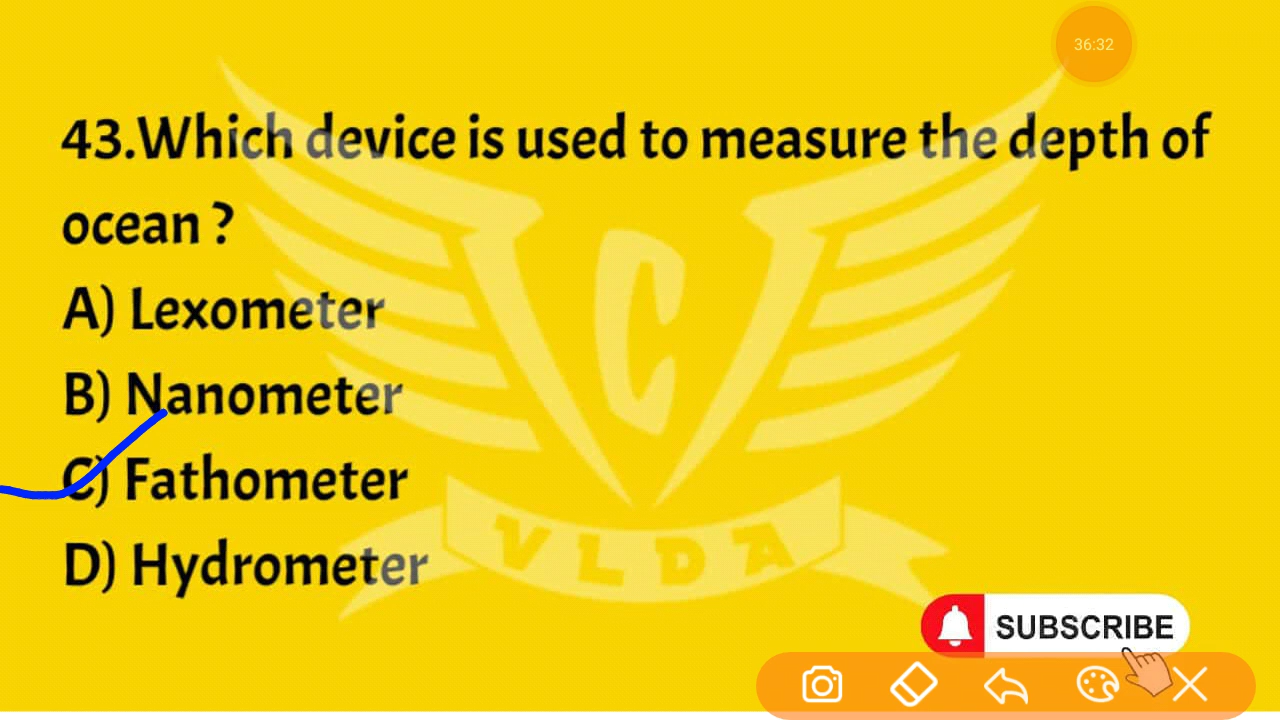 36:32
43.Which device is used to measure the depth of
ocean ?
A) Lexometer
B) Nanometer
C) Fathometer
D) Hydrometer
C
VLDA
SUBSCRIBE